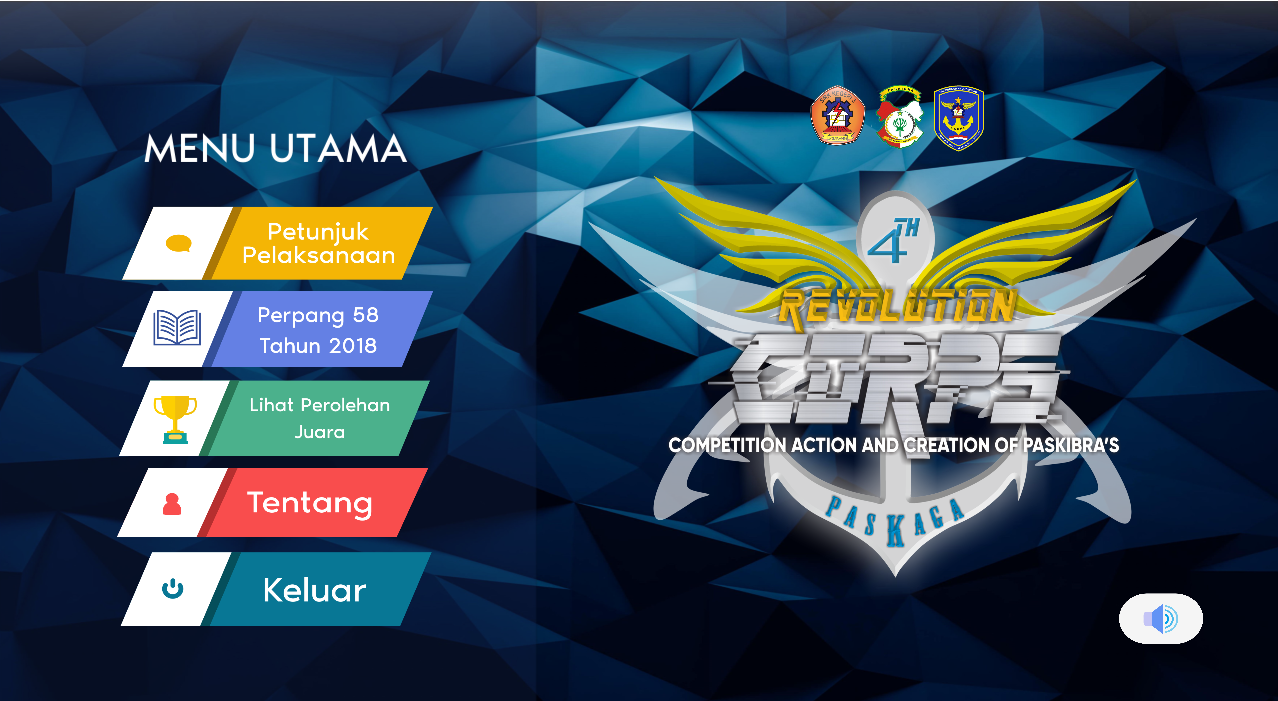 MENU UTAMA
Petunjuk
Pelaksanaan
Perpang 58
Tahun 2018
Lihat Perolehan
Juara
Tentang
Keluar
4TH
REVOLUTION
CORPS
COMPETITION ACTION AND CREATION OF PASKIBRA'S
PASKAGA